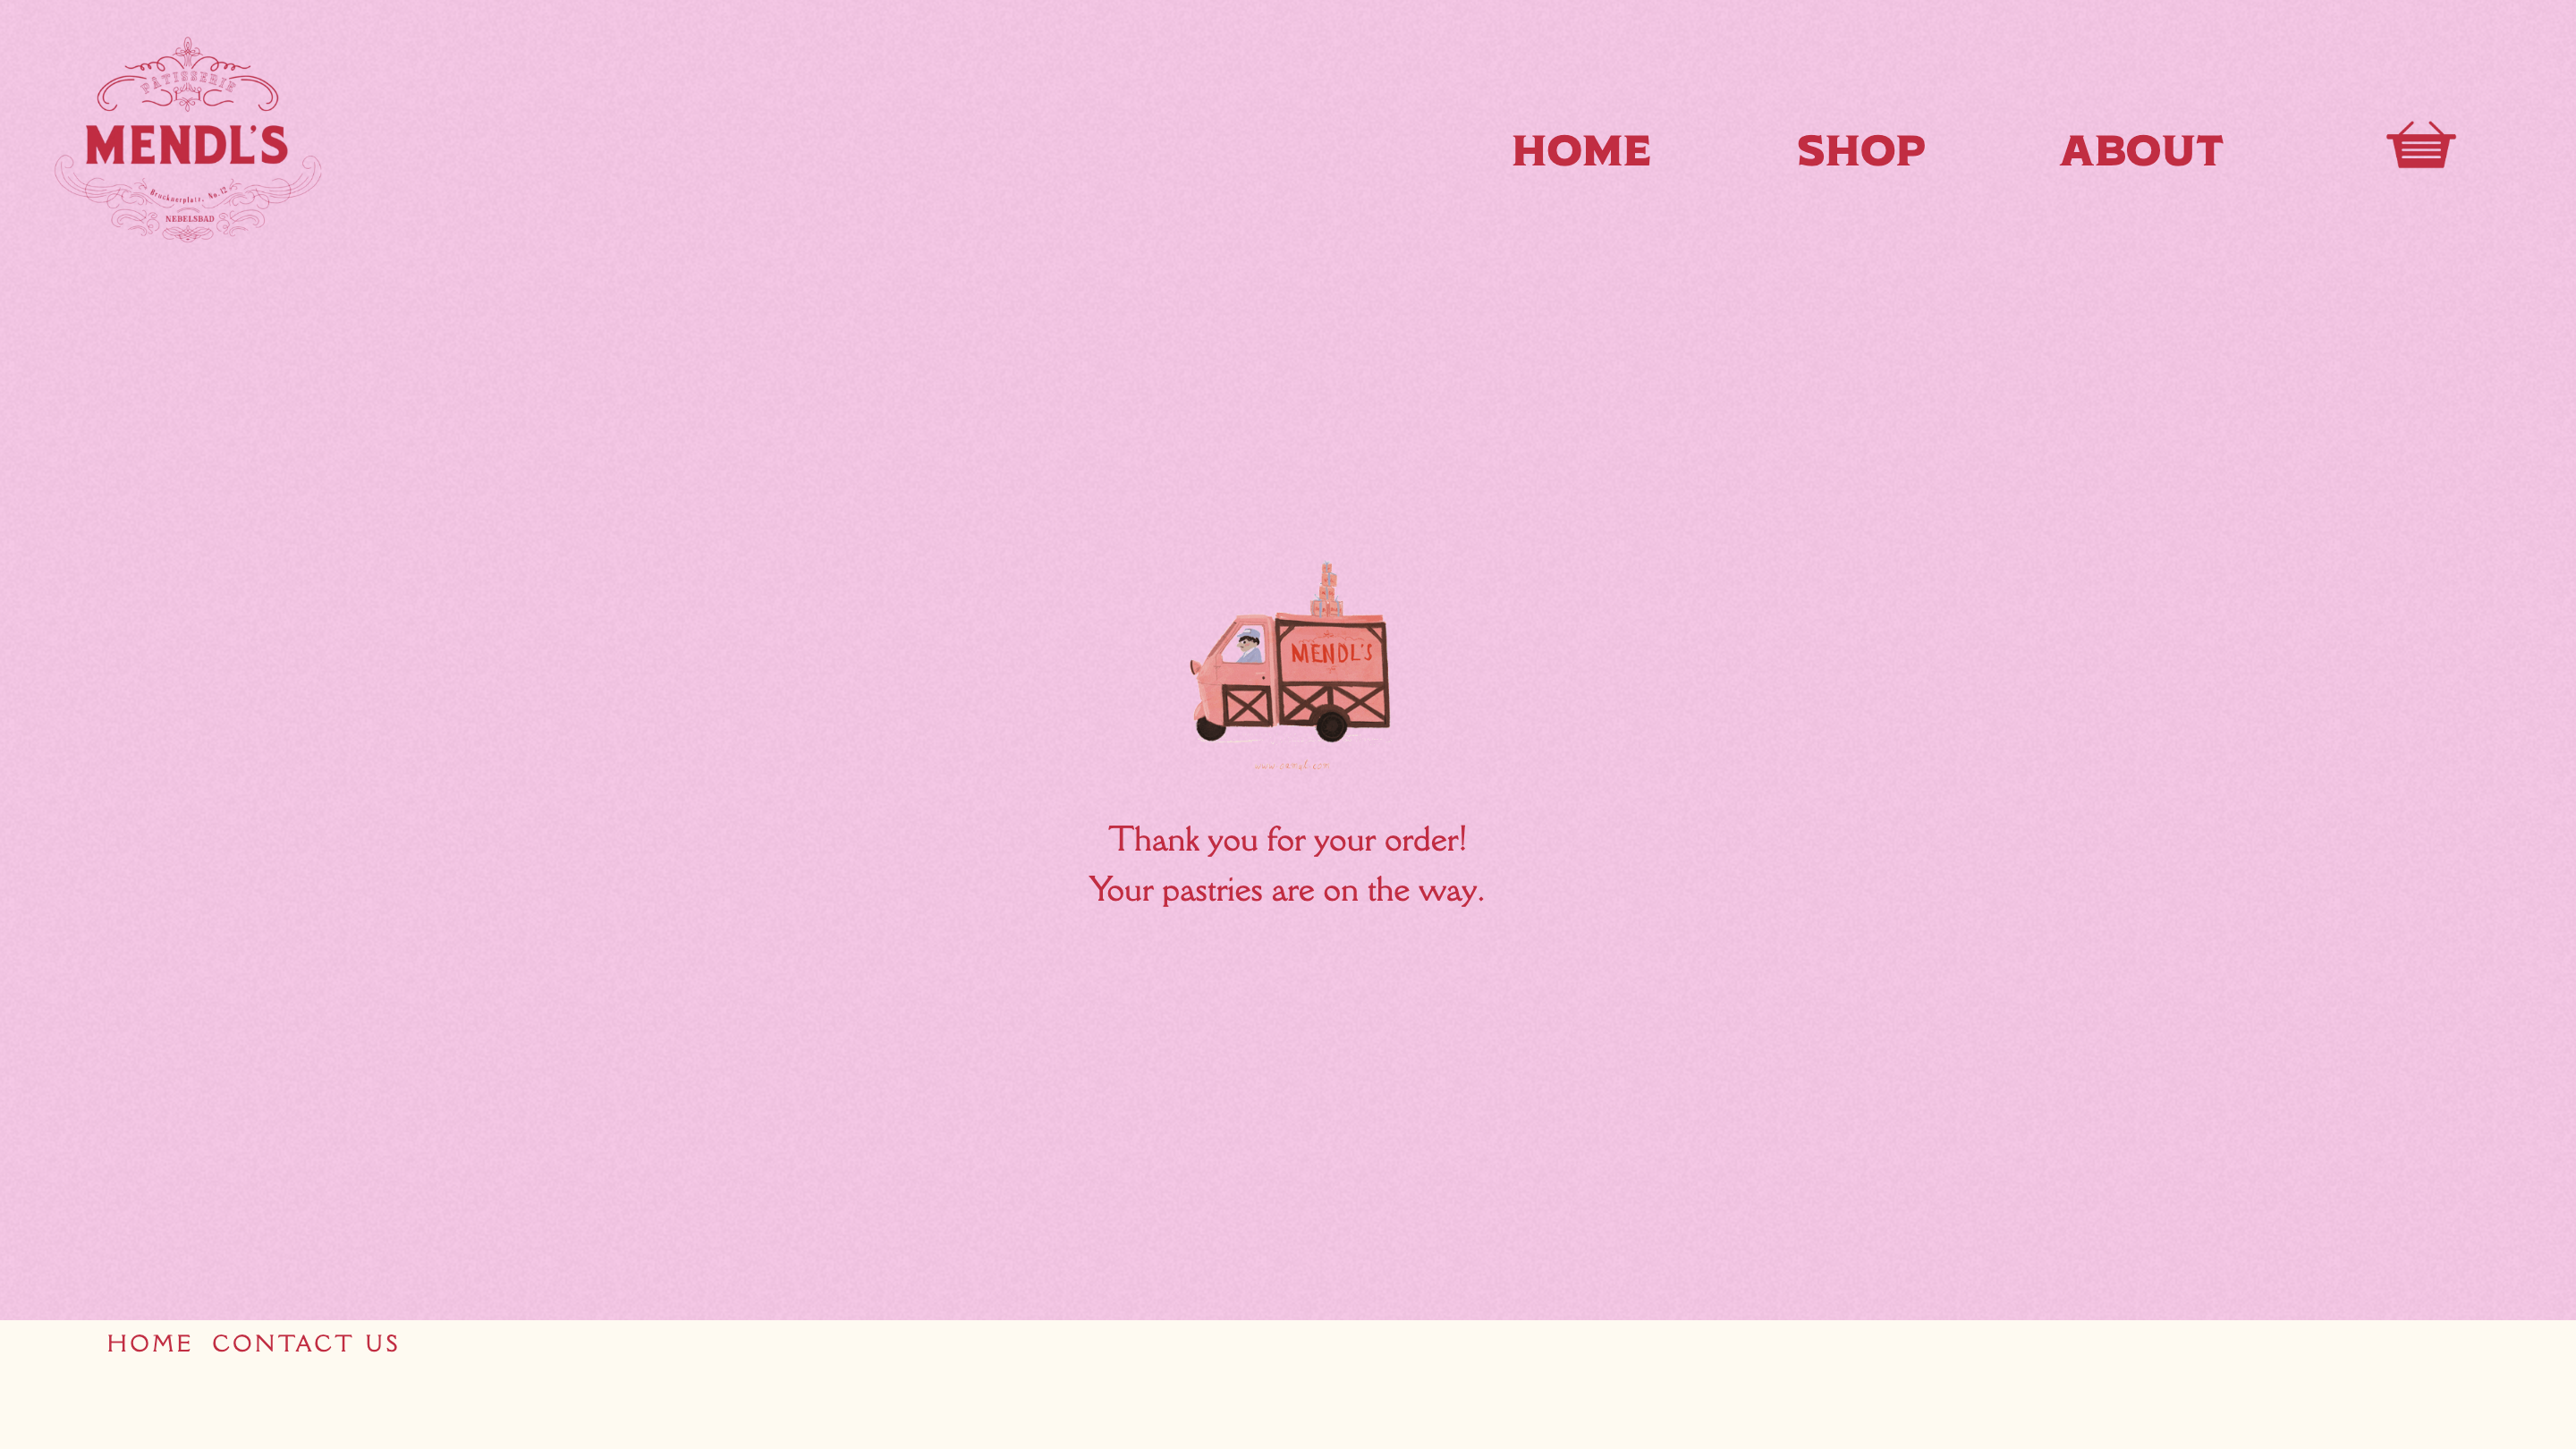 PATISSERIE
MENDL'S
Brucknerplatz, No. 12
NEBELSBAD
HOME SHOP ABOUT
MENDL'S
Thank you for your order!
Your pastries are on the way.
HOME CONTACT US